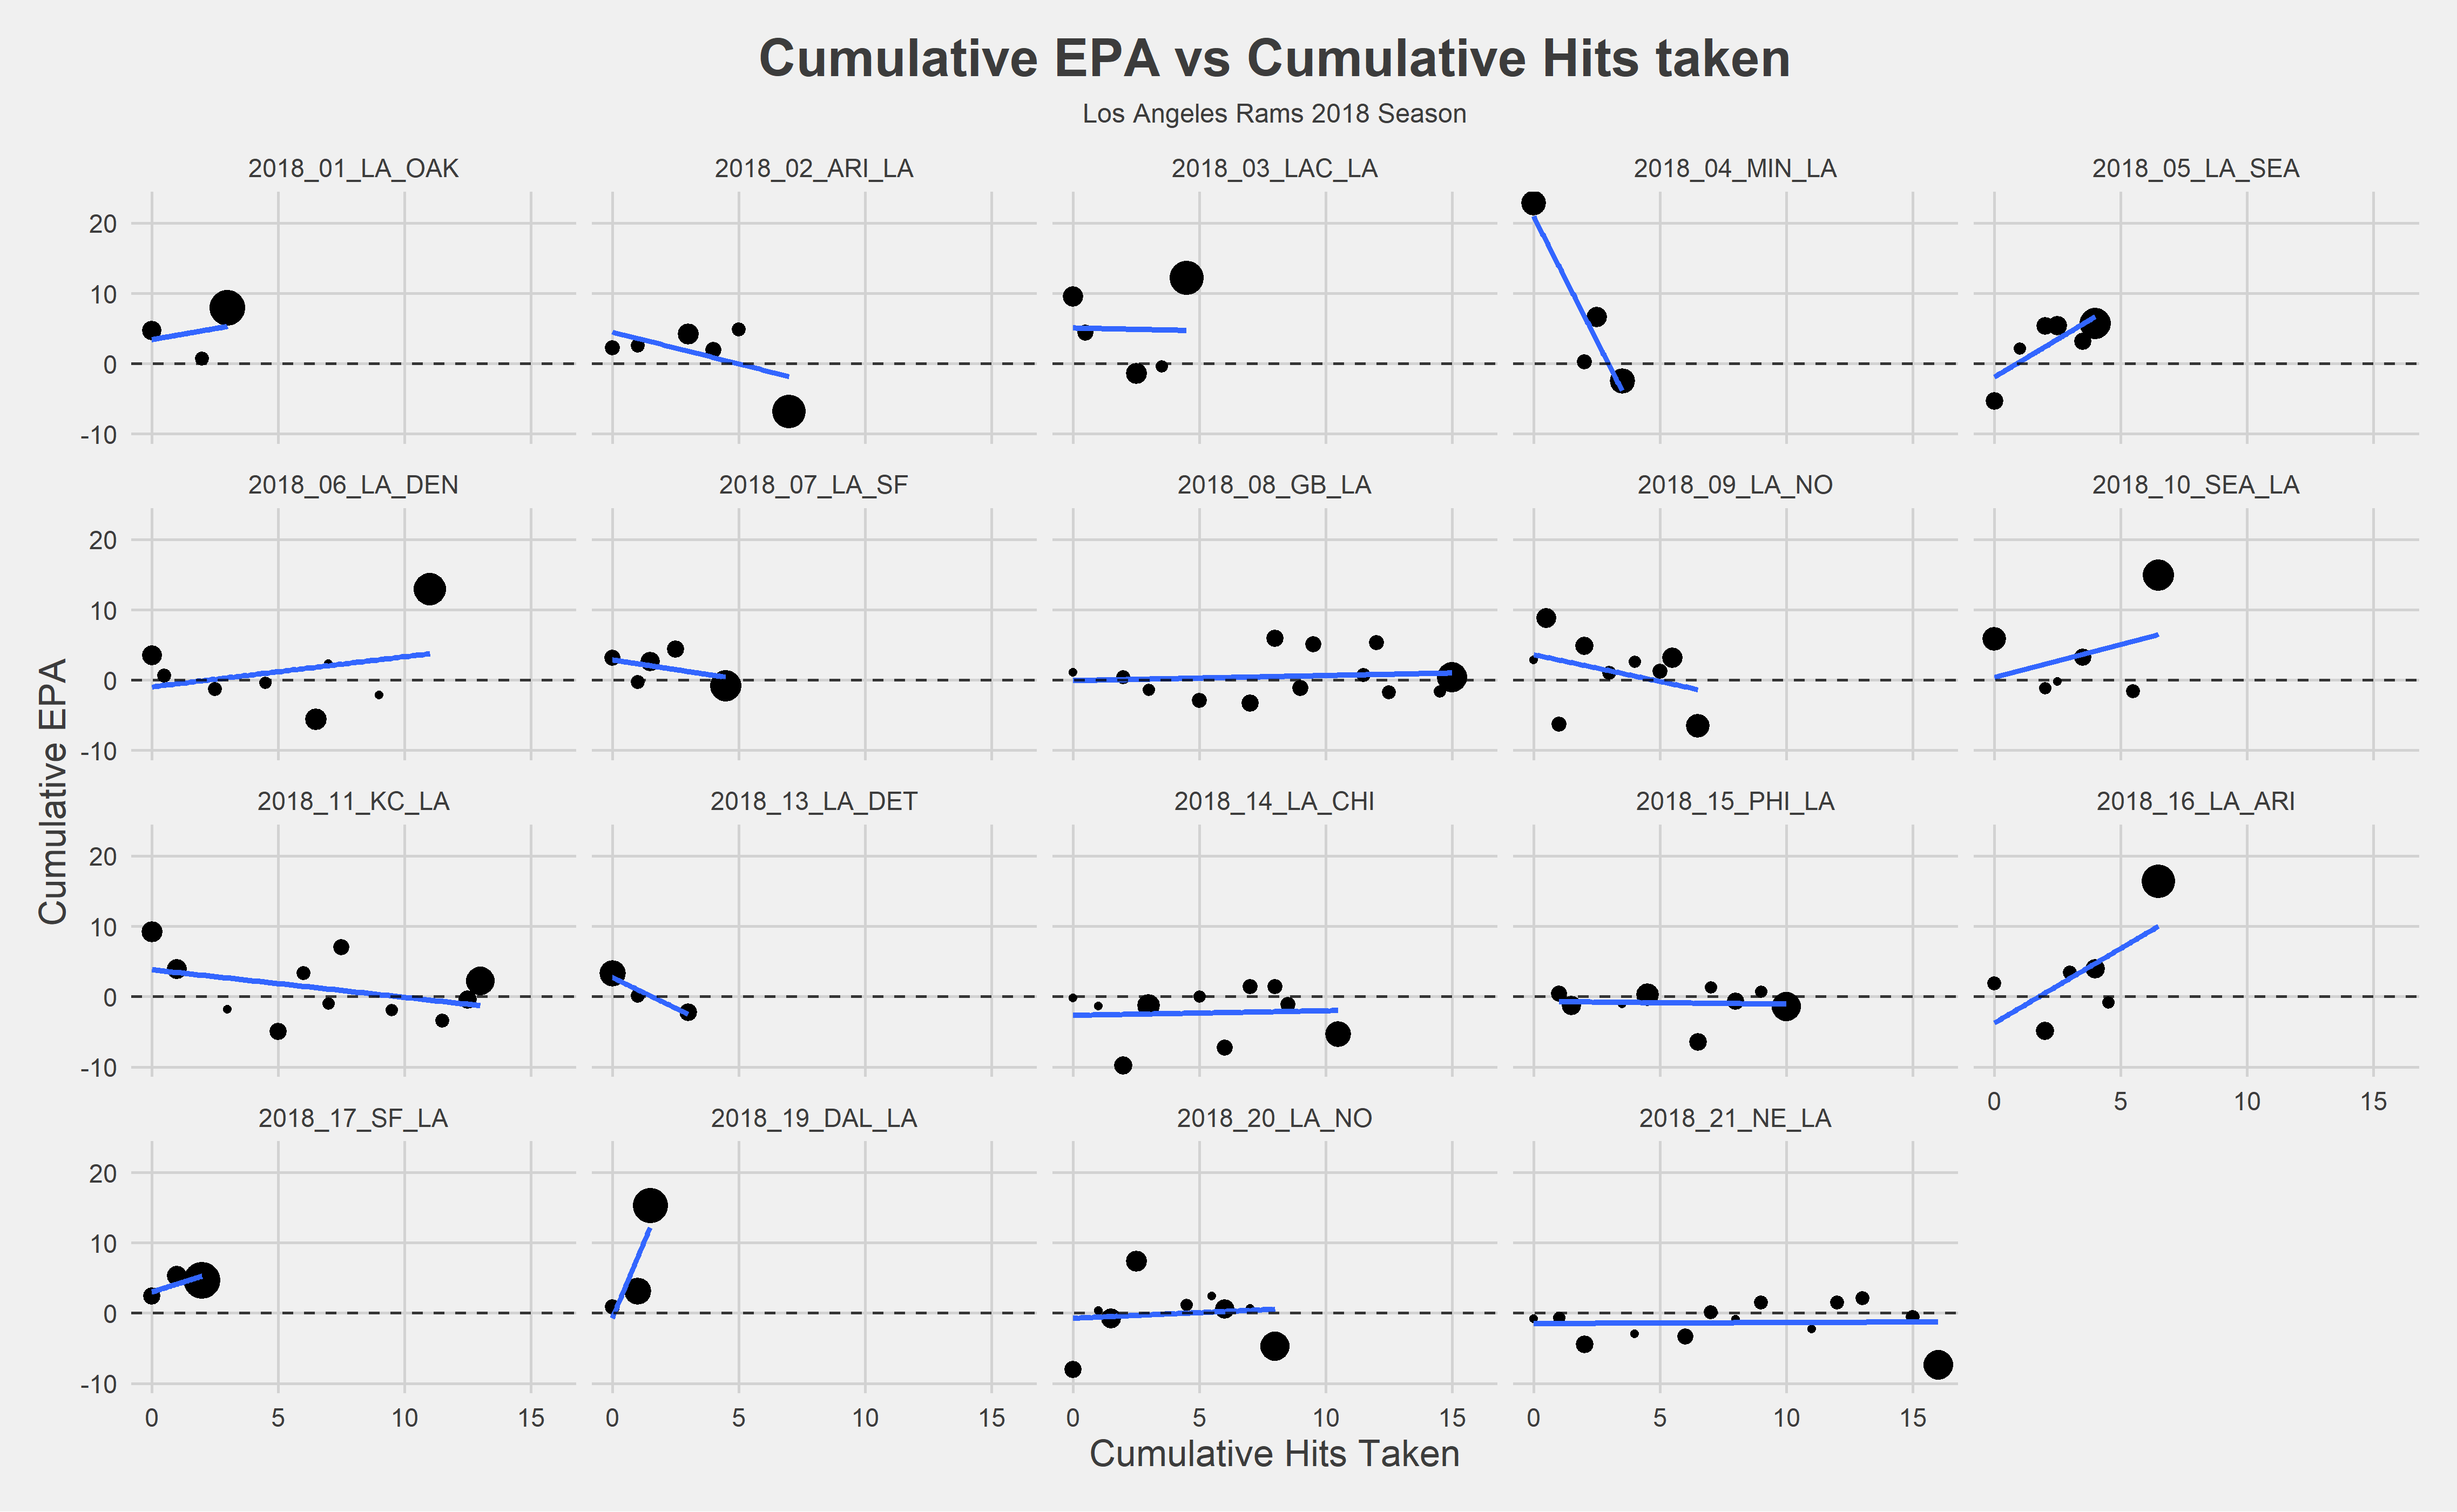 Cumulative EPA vs Cumulative Hits taken
Los Angeles Rams 2018 Season
2018_01_LA_OAK 2018_02_ARI_LA 2018_03_LAC_LA 2018_04_MIN_LA 2018_05_LA_SEA
20
10
0
-10
2018_06_LA_DEN 2018_07_LA_SF 2018_08_GB_LA 2018_09_LA_NO 2018_10_SEA_LA
20
10
0
-10
Cumulative EPA
2018_11_KC_LA 2018_13_LA_DET 2018_14_LA_CHI 2018_15_PHI_LA 2018_16_LA_ARI
20
10
0
-10
0 5 10 15
2018_17_SF_LA 2018_19_DAL_LA 2018_20_LA_NO 2018_21_NE_LA
20
10
0
-10
0 5 10 15 0 5 10 15 0 5 10 15 0 5 10 15
Cumulative Hits Taken